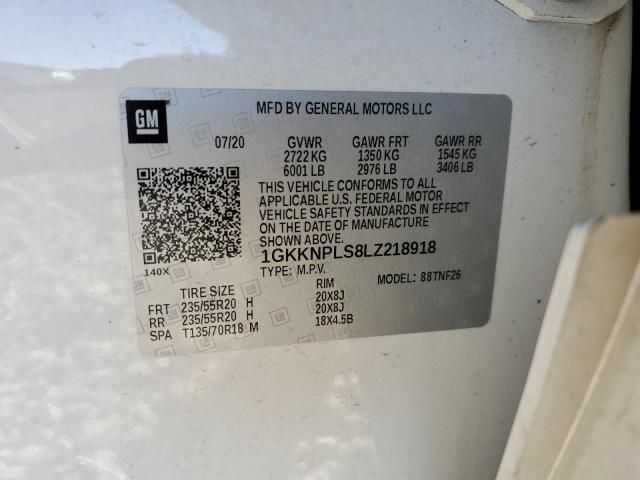 GM
MFD BY GENERAL MOTORS LLC
07/20 GVWR GAWR FRT GAWR RR
2722 KG 1350 KG 1545 KG
6001 LB 2976 LB 3406 LB
THIS VEHICLE CONFORMS TO ALL
APPLICABLE U.S. FEDERAL MOTOR
VEHICLE SAFETY STANDARDS IN EFFECT
ON THE DATE OF MANUFACTURE
SHOWN ABOVE.
1GKKNPLS8LZ218918
140X
TYPE: M.P.V. MODEL: 88TNF26
TIRE SIZE RIM
FRT 235/55R20 H 20X8J
RR 235/55R20 H 20X8J
SPA T135/70R18 M 18X4.5B